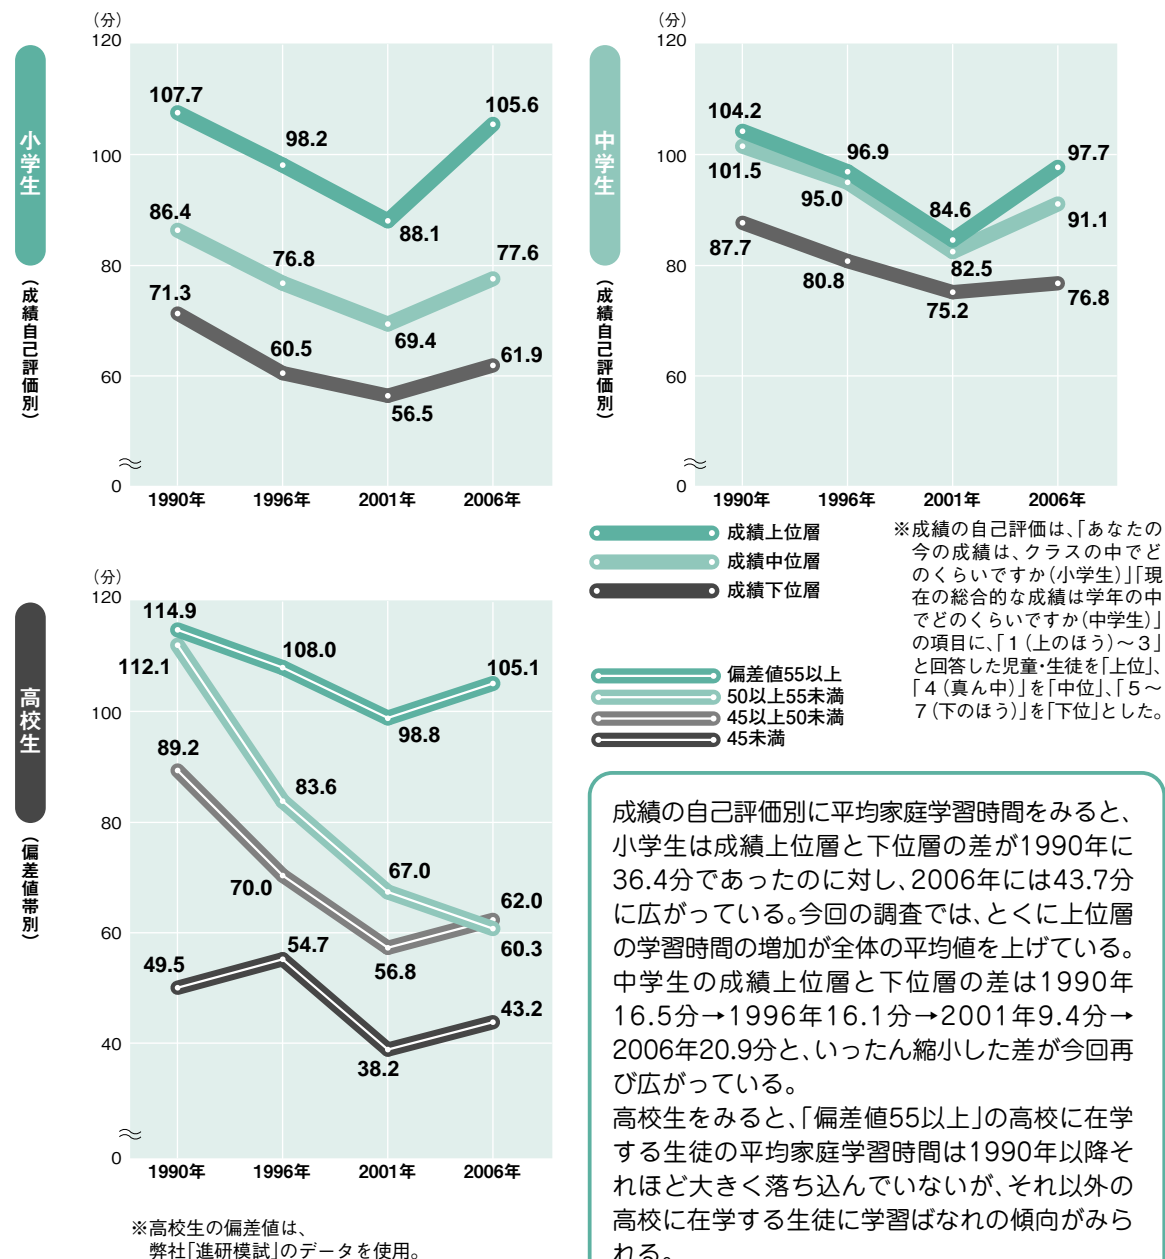 小学生
（成績自己評価別）
（分）
120
100
80
60
0
107.7
98.2
88.1
105.6
86.4
76.8
69.4
77.6
71.3
60.5
56.5
61.9
1990年
1996年
2001年
2006年
中学生
（成績自己評価別）
（分）
120
100
80
60
0
104.2
96.9
84.6
97.7
101.5
95.0
82.5
91.1
87.7
80.8
75.2
76.8
1990年
1996年
2001年
2006年
成績上位層
成績中位層
成績下位層
※成績の自己評価は、「あなたの
今の成績は、クラスの中でど
のくらいですか（小学生）」「現
在の総合的な成績は学年の中
でどのくらいですか（中学生）」
の項目に、「1（上のほう）～3」
と回答した児童・生徒を「上位」、
「4（真ん中）」を「中位」、「5～
7（下のほう）」を「下位」とした。
高校生
（偏差値帯別）
（分）
120
100
80
60
40
0
114.9
108.0
98.8
105.1
112.1
83.6
67.0
60.3
89.2
70.0
56.8
62.0
49.5
54.7
38.2
43.2
1990年
1996年
2001年
2006年
偏差値55以上
50以上55未満
45以上50未満
45未満
※高校生の偏差値は、
弊社「進研模試」のデータを使用。
成績の自己評価別に平均家庭学習時間をみると、
小学生は成績上位層と下位層の差が1990年に
36.4分であったのに対し、2006年には43.7分
に広がっている。今回の調査では、とくに上位層
の学習時間の増加が全体の平均値を上げている。
中学生の成績上位層と下位層の差は1990年
16.5分→1996年16.1分→2001年9.4分→
2006年20.9分と、いったん縮小した差が今回再
び広がっている。
高校生をみると、「偏差値55以上」の高校に在学
する生徒の平均家庭学習時間は1990年以降そ
れほど大きく落ち込んでいないが、それ以外の
高校に在学する生徒に学習ばなれの傾向がみら
れる。